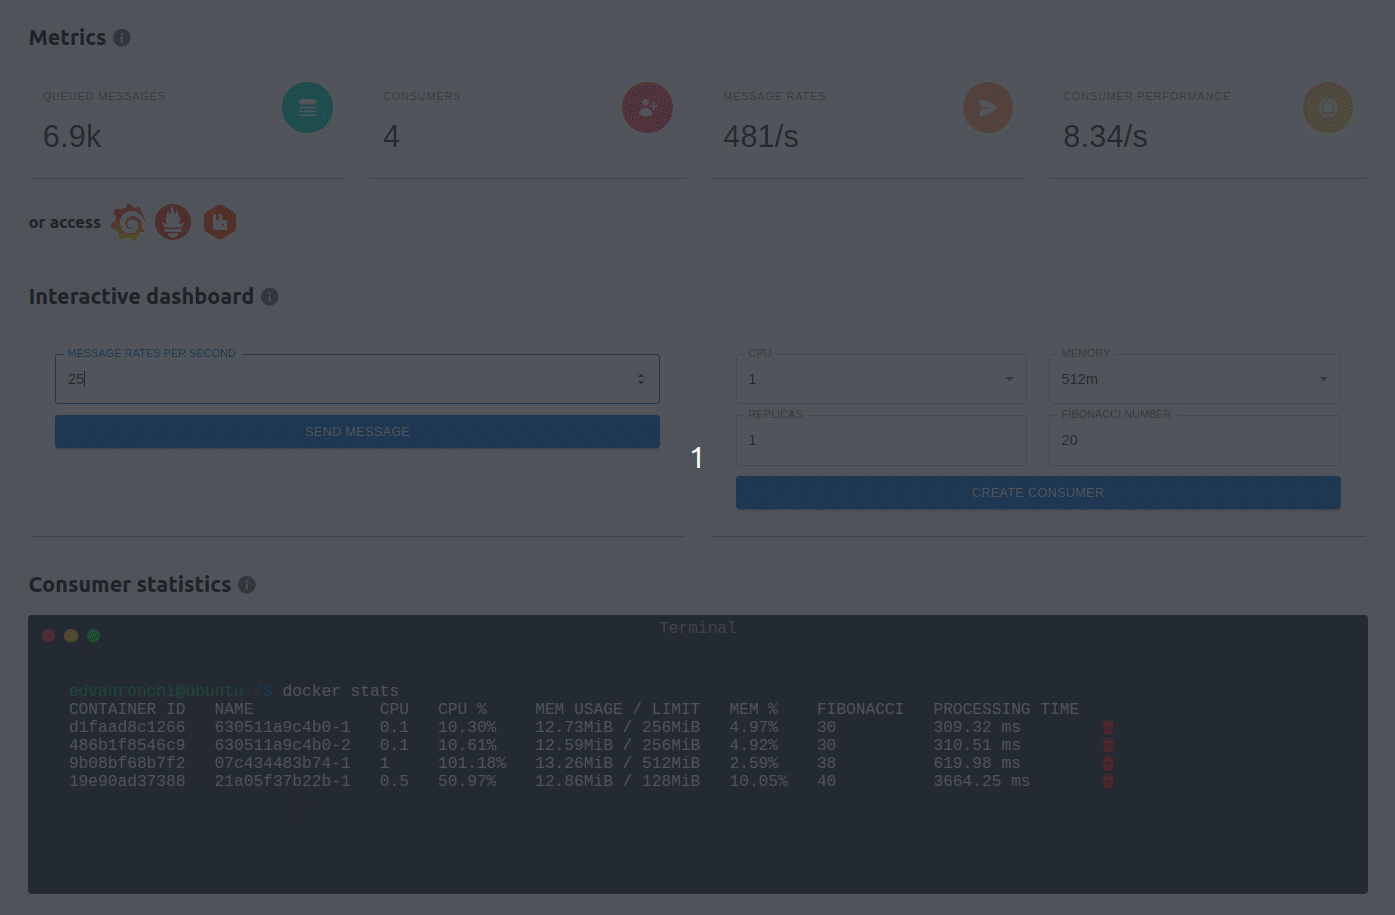 Metrics
QUEUED MESSAGES
6.9k
CONSUMERS
4
MESSAGE RATES
481/s
CONSUMER PERFORMANCE
8.34/s
or access
Interactive dashboard
MESSAGE RATES PER SECOND
25
SEND MESSAGE
CPU
1
MEMORY
512m
REPLICAS
1
FIBONACCI NUMBER
20
CREATE CONSUMER
1
Consumer statistics
Terminal
edvanronchi@ubuntu:/$ docker stats
CONTAINER ID NAME CPU CPU % MEM USAGE / LIMIT MEM % FIBONACCI PROCESSING TIME
d1faad8c1266 630511a9c4b0-1 0.1 10.30% 12.73MiB / 256MiB 4.97% 30 309.32 ms
486b1f8546c9 630511a9c4b0-2 0.1 10.61% 12.59MiB / 256MiB 4.92% 30 310.51 ms
9b08bf68b7f2 07c434483b74-1 1 101.18% 13.26MiB / 512MiB 2.59% 38 619.98 ms
19e90ad37388 21a05f37b22b-1 0.5 50.97% 12.86MiB / 128MiB 10.05% 40 3664.25 ms